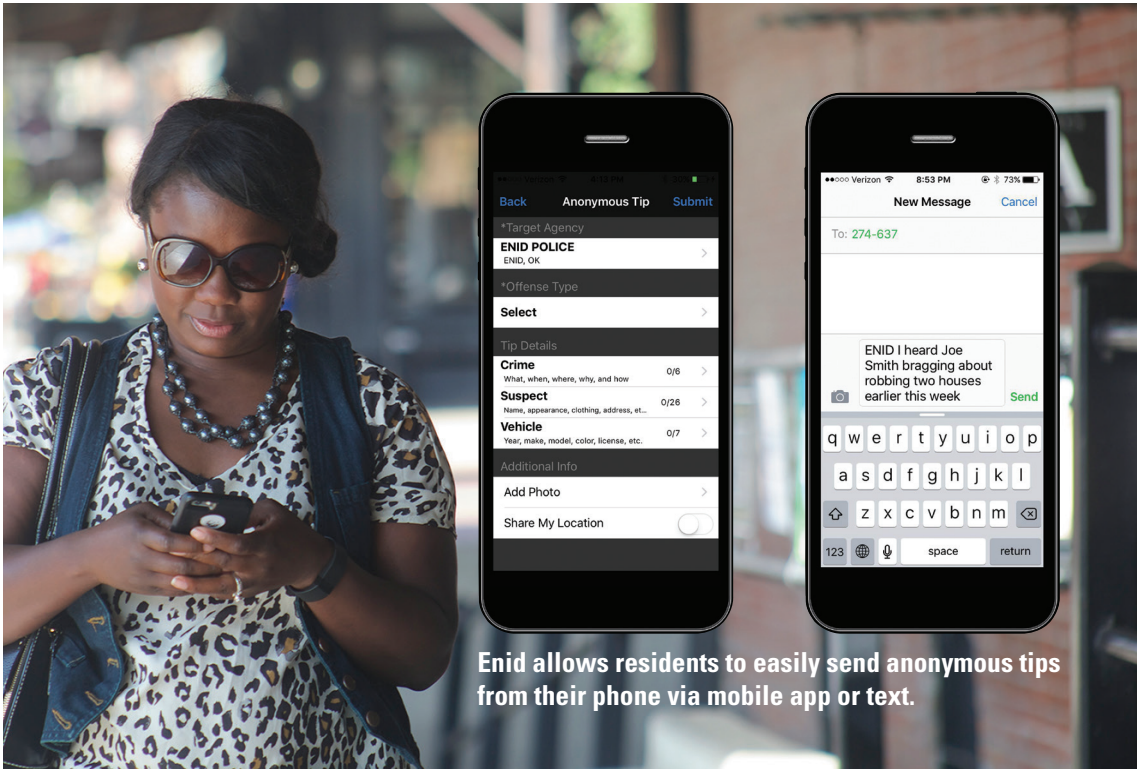 Verizon 4:13 PM
Back Anonymous Tip Submit
*Target Agency
ENID POLICE
ENID, OK
*Offense Type
Select
Tip Details
Crime
What, when, where, why, and how 0/6
Suspect
Name, appearance, clothing, address, et... 0/26
Vehicle
Year, make, model, color, license, etc. 0/7
Additional Info
Add Photo
Share My Location
Verizon 8:53 PM 73%
New Message Cancel
To: 274-637
ENID I heard Joe
Smith bragging about
robbing two houses
earlier this week
Send
q w e r t y u i o p
a s d f g h j k l
z x c v b n m
123 space return
Enid allows residents to easily send anonymous tips
from their phone via mobile app or text.